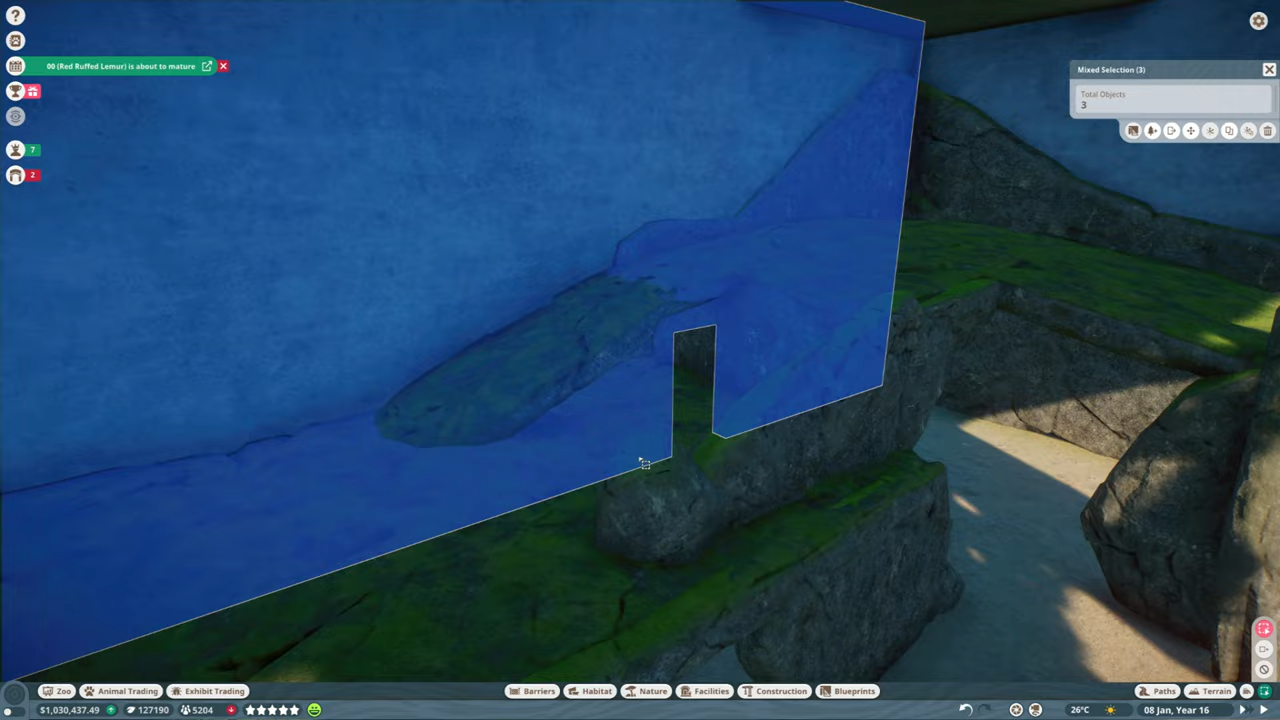 ?
00 (Red Ruffed Lemur) is about to mature
7
2
Mixed Selection (3)
Total Objects
3
Zoo
Animal Trading
Exhibit Trading
Barriers
Habitat
Nature
Facilities
Construction
Blueprints
Paths
Terrain
$1,030,437.49
127190
5204
26°C
08 Jan, Year 16